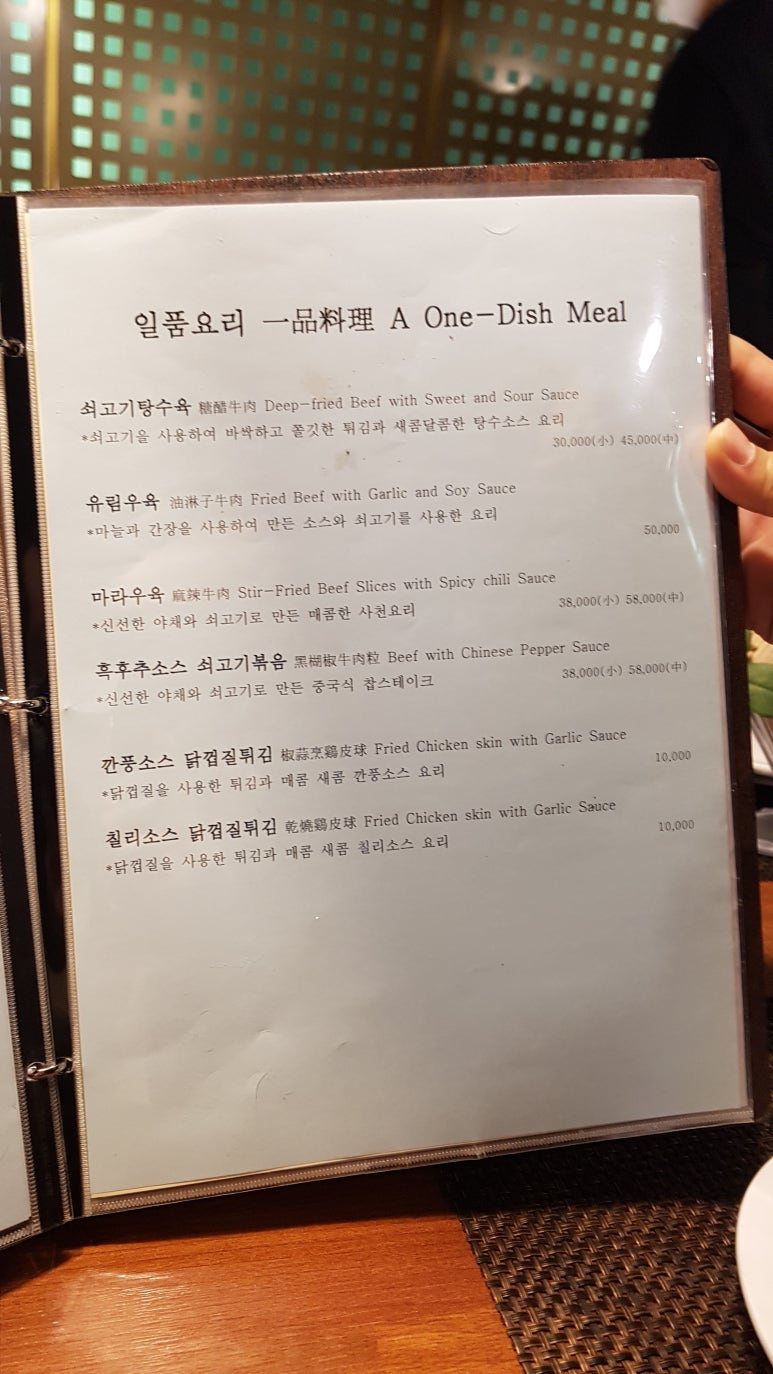 일품요리 一品料理 A One-Dish Meal
쇠고기탕수육 糖醋牛肉 Deep-fried Beef with Sweet and Sour Sauce
*쇠고기을 사용하여 바싹하고 쫄깃한 튀김과 새콤달콤한 탕수소스 요리
30,000(小) 45,000(中)
유림우육 油淋子牛肉 Fried Beef with Garlic and Soy Sauce
*마늘과 간장을 사용하여 만든 소스와 쇠고기를 사용한 요리
50,000
마라우육 麻辣牛肉 Stir-Fried Beef Slices with Spicy chili Sauce
*신선한 야채와 쇠고기로 만든 매콤한 사천요리
38,000(小) 58,000(中)
흑후추소스 쇠고기볶음 黑椒牛肉粒 Beef with Chinese Pepper Sauce
*신선한 야채와 쇠고기로 만든 중국식 찹스테이크
38,000(小) 58,000(中)
깐풍소스 닭껍질튀김 椒蒜烹鷄皮球 Fried Chicken skin with Garlic Sauce
*닭껍질을 사용한 튀김과 매콤 새콤 깐풍소스 요리
10,000
칠리소스 닭껍질튀김 乾燒鷄皮球 Fried Chicken skin with Garlic Sauce
*닭껍질을 사용한 튀김과 매콤 새콤 칠리소스 요리
10,000